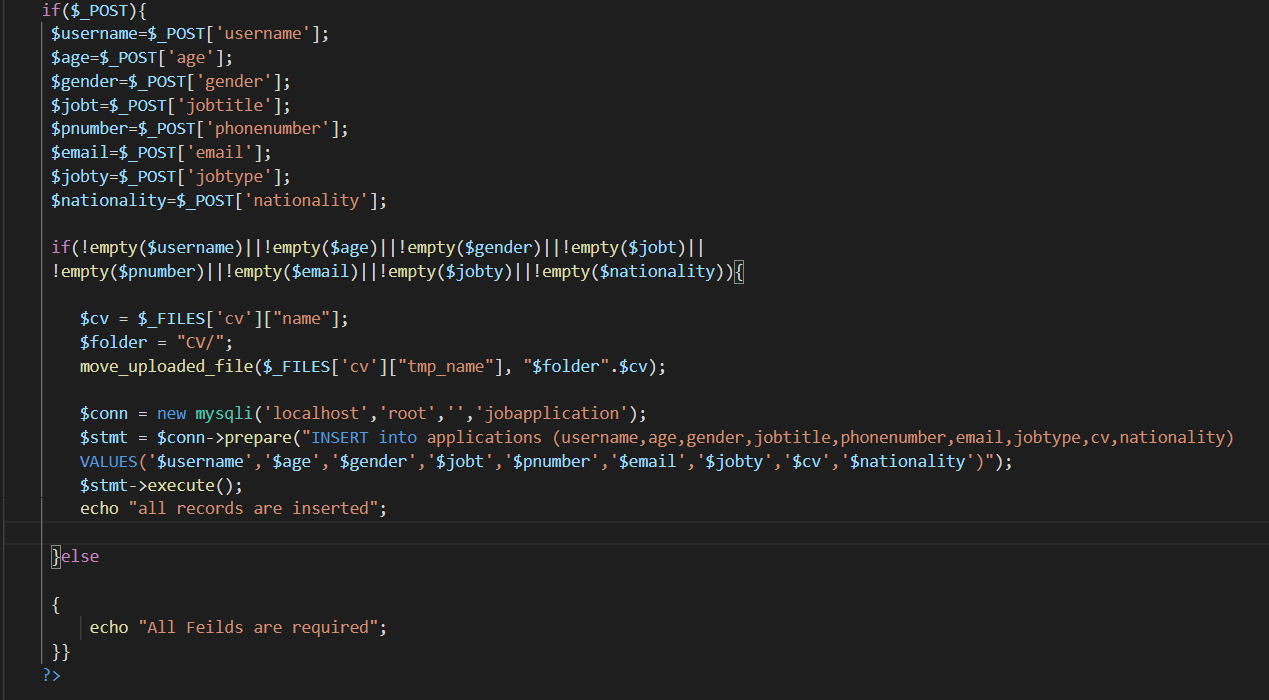 if($_POST){
$username=$_POST['username'];
$age=$_POST['age'];
$gender=$_POST['gender'];
$jobt=$_POST['jobtitle'];
$pnumber=$_POST['phonenumber'];
$email=$_POST['email'];
$jobty=$_POST['jobtype'];
$nationality=$_POST['nationality'];
if(!empty($username)||!empty($age)||!empty($gender)||!empty($jobt)||
!empty($pnumber)||!empty($email)||!empty($jobty)||!empty($nationality)){
$cv = $_FILES['cv']["name"];
$folder = "CV/";
move_uploaded_file($_FILES['cv']["tmp_name"], "$folder".$cv);
$conn = new mysqli('localhost','root','','jobapplication');
$stmt = $conn->prepare("INSERT into applications (username,age,gender,jobtitle,phonenumber,email,jobtype,cv,nationality)
VALUES('$username','$age','$gender','$jobt','$pnumber','$email','$jobty','$cv','$nationality')");
$stmt->execute();
echo "all records are inserted";
}else
{
echo "All Feilds are required";
}}
?>